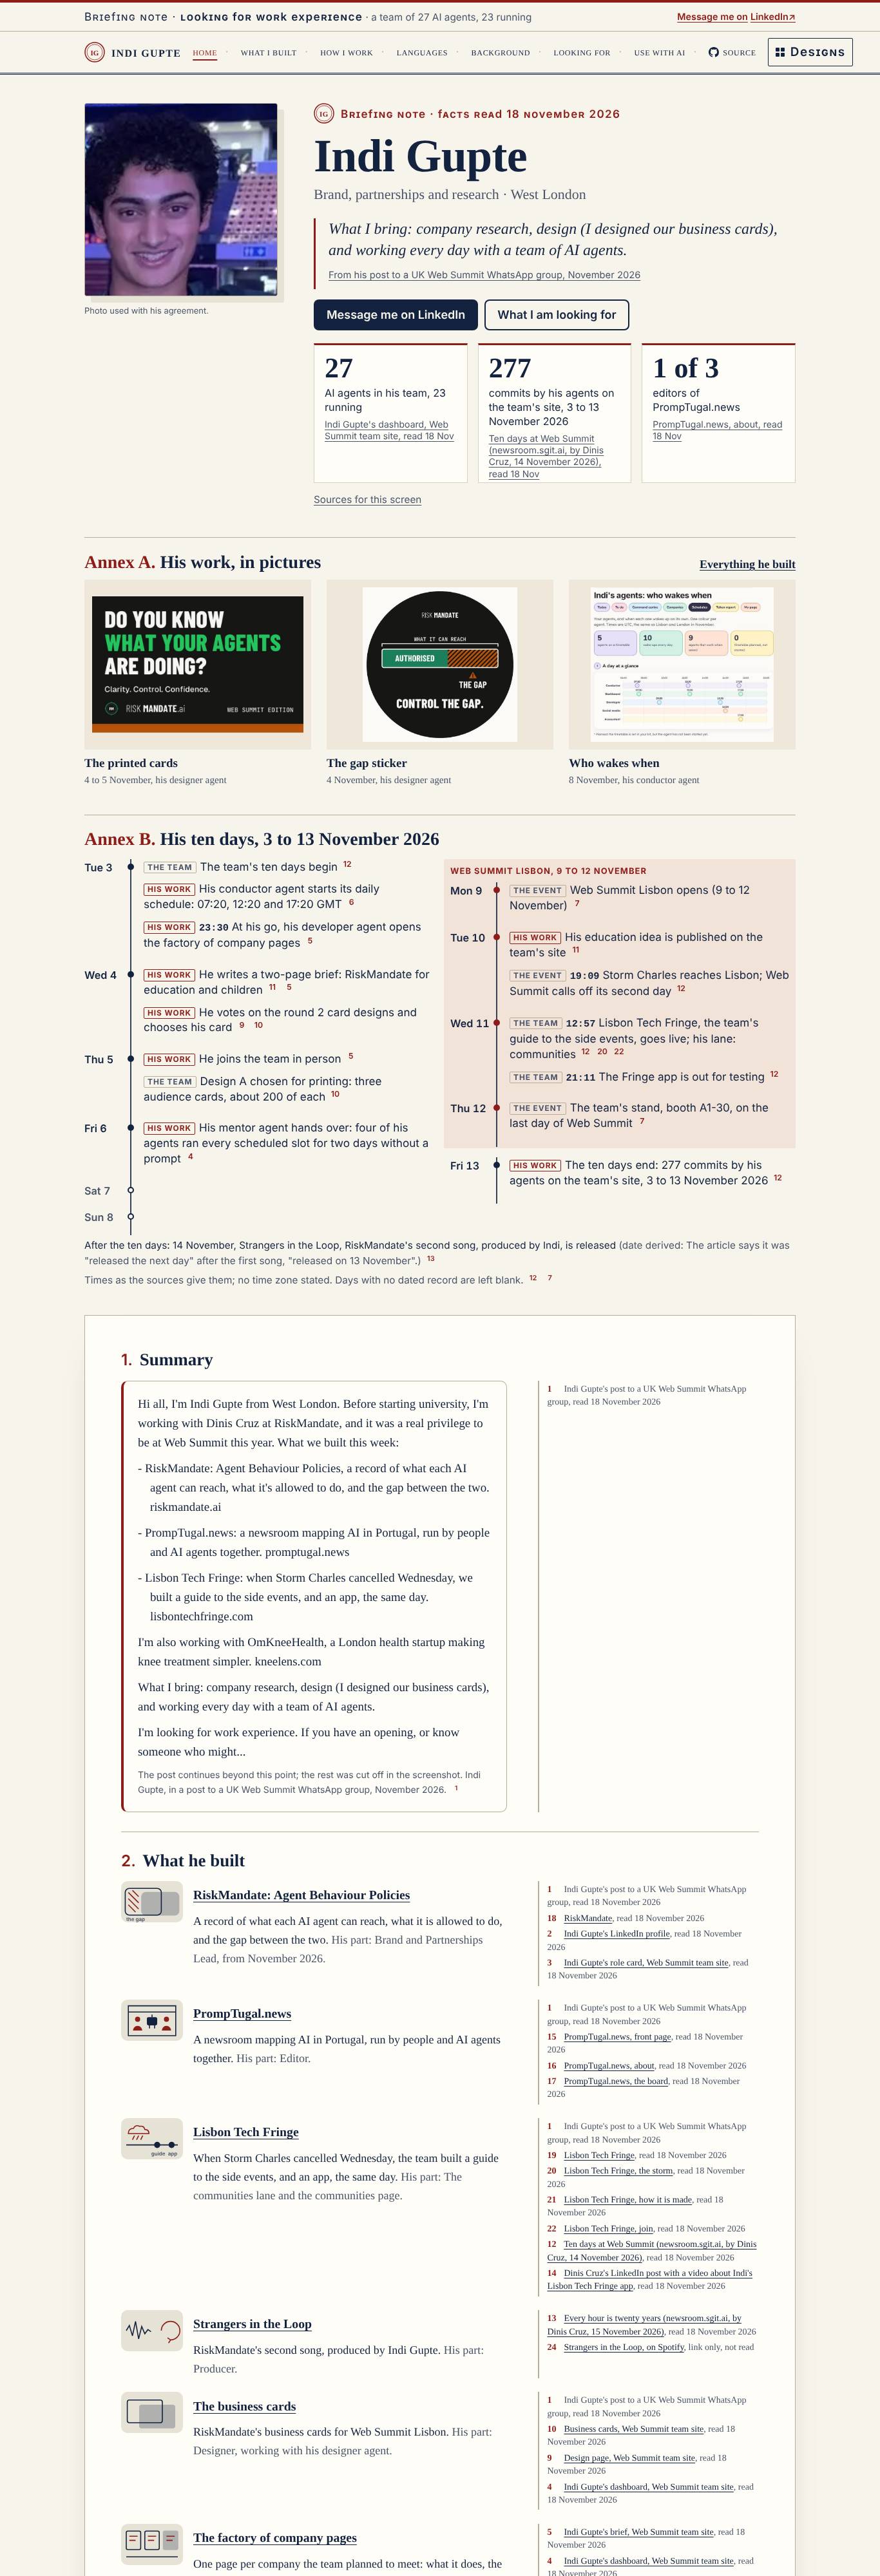 Briefing note · Looking for work experience · a team of 27 AI agents, 23 running
Message me on LinkedIn↗
IG INDI GUPTE HOME · WHAT I BUILT · HOW I WORK · LANGUAGES · BACKGROUND · LOOKING FOR · USE WITH AI · SOURCE Designs
IG Briefing note · facts read 18 November 2026
Indi Gupte
Brand, partnerships and research · West London
What I bring: company research, design (I designed our business cards),
and working every day with a team of AI agents.
From his post to a UK Web Summit WhatsApp group, November 2026
Message me on LinkedIn
What I am looking for
Photo used with his agreement.
27
AI agents in his team, 23
running
Indi Gupte's dashboard, Web
Summit team site, read 18 Nov
277
commits by his agents on
the team's site, 3 to 13
November 2026
Ten days at Web Summit
(newsroom.sgit.ai, by Dinis
Cruz, 14 November 2026),
read 18 Nov
1 of 3
editors of
PrompTugal.news
PrompTugal.news, about, read
18 Nov
Sources for this screen
Annex A. His work, in pictures
Everything he built
DO YOU KNOW
WHAT YOUR AGENTS
ARE DOING?
Clarity. Control. Confidence.
RISK MANDATE.ai
WEB SUMMIT EDITION
RISK MANDATE
WHAT IT CAN REACH
AUTHORISED
THE GAP
CONTROL THE GAP.
Indi's agents: who wakes when
5
10
9
0
A day at a glance
The printed cards
4 to 5 November, his designer agent
The gap sticker
4 November, his designer agent
Who wakes when
8 November, his conductor agent
Annex B. His ten days, 3 to 13 November 2026
Tue 3
THE TEAM The team's ten days begin 12
HIS WORK His conductor agent starts its daily
schedule: 07:20, 12:20 and 17:20 GMT 6
HIS WORK 23:30 At his go, his developer agent opens
the factory of company pages 5
Wed 4
HIS WORK He writes a two-page brief: RiskMandate for
education and children 11 5
HIS WORK He votes on the round 2 card designs and
chooses his card 9 10
Thu 5
HIS WORK He joins the team in person 5
THE TEAM Design A chosen for printing: three
audience cards, about 200 of each 10
Fri 6
HIS WORK His mentor agent hands over: four of his
agents ran every scheduled slot for two days without a
prompt 4
Sat 7
Sun 8
WEB SUMMIT LISBON, 9 TO 12 NOVEMBER
Mon 9
THE EVENT Web Summit Lisbon opens (9 to 12
November) 7
Tue 10
HIS WORK His education idea is published on the
team's site 11
THE EVENT 19:09 Storm Charles reaches Lisbon; Web
Summit calls off its second day 12
Wed 11
THE TEAM 12:57 Lisbon Tech Fringe, the team's
guide to the side events, goes live; his lane:
communities 12 20 22
THE TEAM 21:11 The Fringe app is out for testing 12
Thu 12
THE EVENT The team's stand, booth A1-30, on the
last day of Web Summit 7
Fri 13
HIS WORK The ten days end: 277 commits by his
agents on the team's site, 3 to 13 November 2026 12
After the ten days: 14 November, Strangers in the Loop, RiskMandate's second song, produced by Indi, is released (date derived: The article says it was
"released the next day" after the first song, "released on 13 November".) 13
Times as the sources give them; no time zone stated. Days with no dated record are left blank. 12 7
1. Summary
Hi all, I'm Indi Gupte from West London. Before starting university, I'm
working with Dinis Cruz at RiskMandate, and it was a real privilege to
be at Web Summit this year. What we built this week:
- RiskMandate: Agent Behaviour Policies, a record of what each AI
agent can reach, what it's allowed to do, and the gap between the two.
riskmandate.ai
- PrompTugal.news: a newsroom mapping AI in Portugal, run by people
and AI agents together. promptugal.news
- Lisbon Tech Fringe: when Storm Charles cancelled Wednesday, we
built a guide to the side events, and an app, the same day.
lisbontechfringe.com
I'm also working with OmKneeHealth, a London health startup making
knee treatment simpler. kneelens.com
What I bring: company research, design (I designed our business cards),
and working every day with a team of AI agents.
I'm looking for work experience. If you have an opening, or know
someone who might...
The post continues beyond this point; the rest was cut off in the screenshot. Indi
Gupte, in a post to a UK Web Summit WhatsApp group, November 2026. 1
1 Indi Gupte's post to a UK Web Summit WhatsApp
group, read 18 November 2026
2. What he built
the gap
RiskMandate: Agent Behaviour Policies
A record of what each AI agent can reach, what it is allowed to do,
and the gap between the two. His part: Brand and Partnerships
Lead, from November 2026.
1 Indi Gupte's post to a UK Web Summit WhatsApp
group, read 18 November 2026
18 RiskMandate, read 18 November 2026
2 Indi Gupte's LinkedIn profile, read 18 November
2026
3 Indi Gupte's role card, Web Summit team site, read
18 November 2026
PrompTugal.news
A newsroom mapping AI in Portugal, run by people and AI agents
together. His part: Editor.
1 Indi Gupte's post to a UK Web Summit WhatsApp
group, read 18 November 2026
15 PrompTugal.news, front page, read 18 November
2026
16 PrompTugal.news, about, read 18 November 2026
17 PrompTugal.news, the board, read 18 November
2026
guide app
Lisbon Tech Fringe
When Storm Charles cancelled Wednesday, the team built a guide
to the side events, and an app, the same day. His part: The
communities lane and the communities page.
1 Indi Gupte's post to a UK Web Summit WhatsApp
group, read 18 November 2026
19 Lisbon Tech Fringe, read 18 November 2026
20 Lisbon Tech Fringe, the storm, read 18 November
2026
21 Lisbon Tech Fringe, how it is made, read 18
November 2026
22 Lisbon Tech Fringe, join, read 18 November 2026
12 Ten days at Web Summit (newsroom.sgit.ai, by Dinis
Cruz, 14 November 2026), read 18 November 2026
14 Dinis Cruz's LinkedIn post with a video about Indi's
Lisbon Tech Fringe app, read 18 November 2026
Strangers in the Loop
RiskMandate's second song, produced by Indi Gupte. His part:
Producer.
13 Every hour is twenty years (newsroom.sgit.ai, by
Dinis Cruz, 15 November 2026), read 18 November 2026
24 Strangers in the Loop, on Spotify, link only, not read
The business cards
RiskMandate's business cards for Web Summit Lisbon. His part:
Designer, working with his designer agent.
1 Indi Gupte's post to a UK Web Summit WhatsApp
group, read 18 November 2026
10 Business cards, Web Summit team site, read 18
November 2026
9 Design page, Web Summit team site, read 18
November 2026
4 Indi Gupte's dashboard, Web Summit team site, read
18 November 2026
The factory of company pages
One page per company the team planned to meet: what it does, the
5 Indi Gupte's brief, Web Summit team site, read 18
November 2026
4 Indi Gupte's dashboard, Web Summit team site, read
18 November 2026